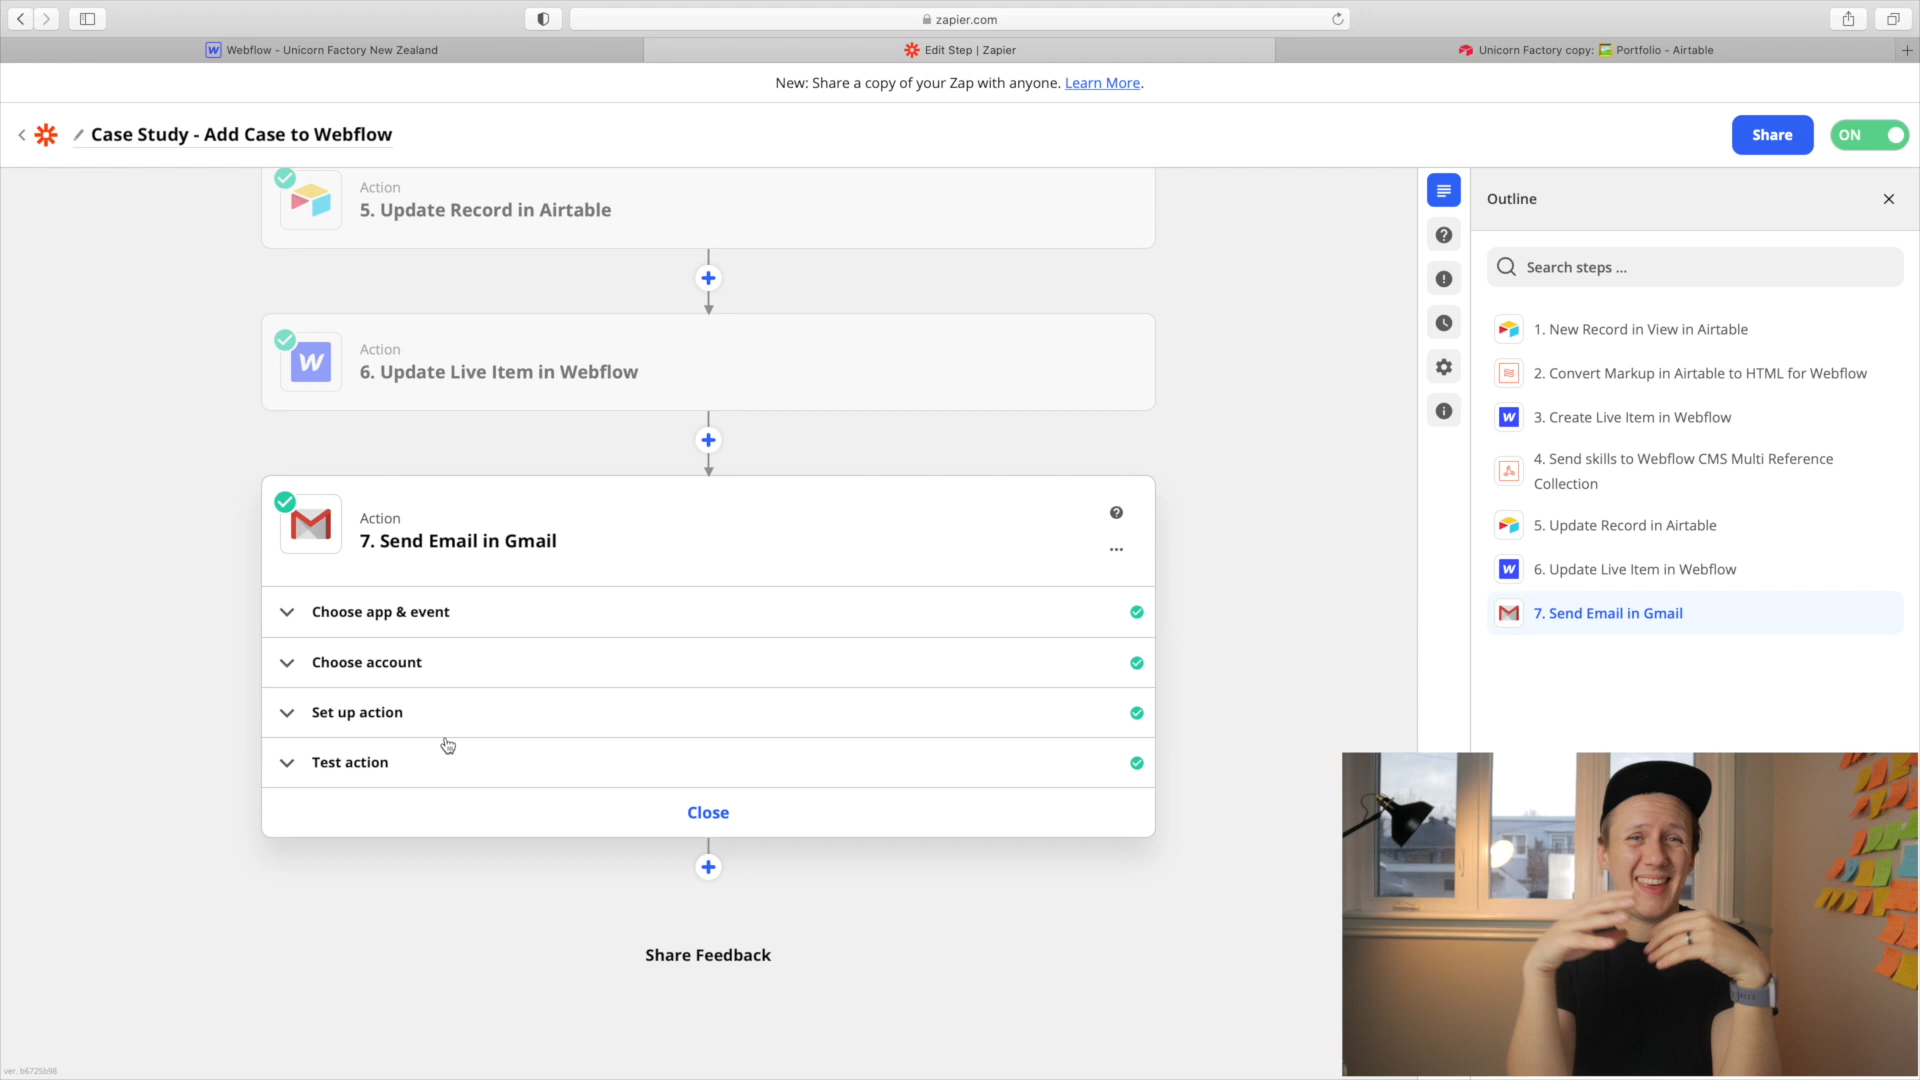 zapier.com
Webflow - Unicorn Factory New Zealand
Edit Step | Zapier
Unicorn Factory copy: Portfolio - Airtable
New: Share a copy of your Zap with anyone. Learn More.
Case Study - Add Case to Webflow
Share
ON
Action
5. Update Record in Airtable
Action
6. Update Live Item in Webflow
Action
7. Send Email in Gmail
Choose app & event
Choose account
Set up action
Test action
Close
Share Feedback
Outline
Search steps ...
1. New Record in View in Airtable
2. Convert Markup in Airtable to HTML for Webflow
3. Create Live Item in Webflow
4. Send skills to Webflow CMS Multi Reference
Collection
5. Update Record in Airtable
6. Update Live Item in Webflow
7. Send Email in Gmail
ver. b6725b98